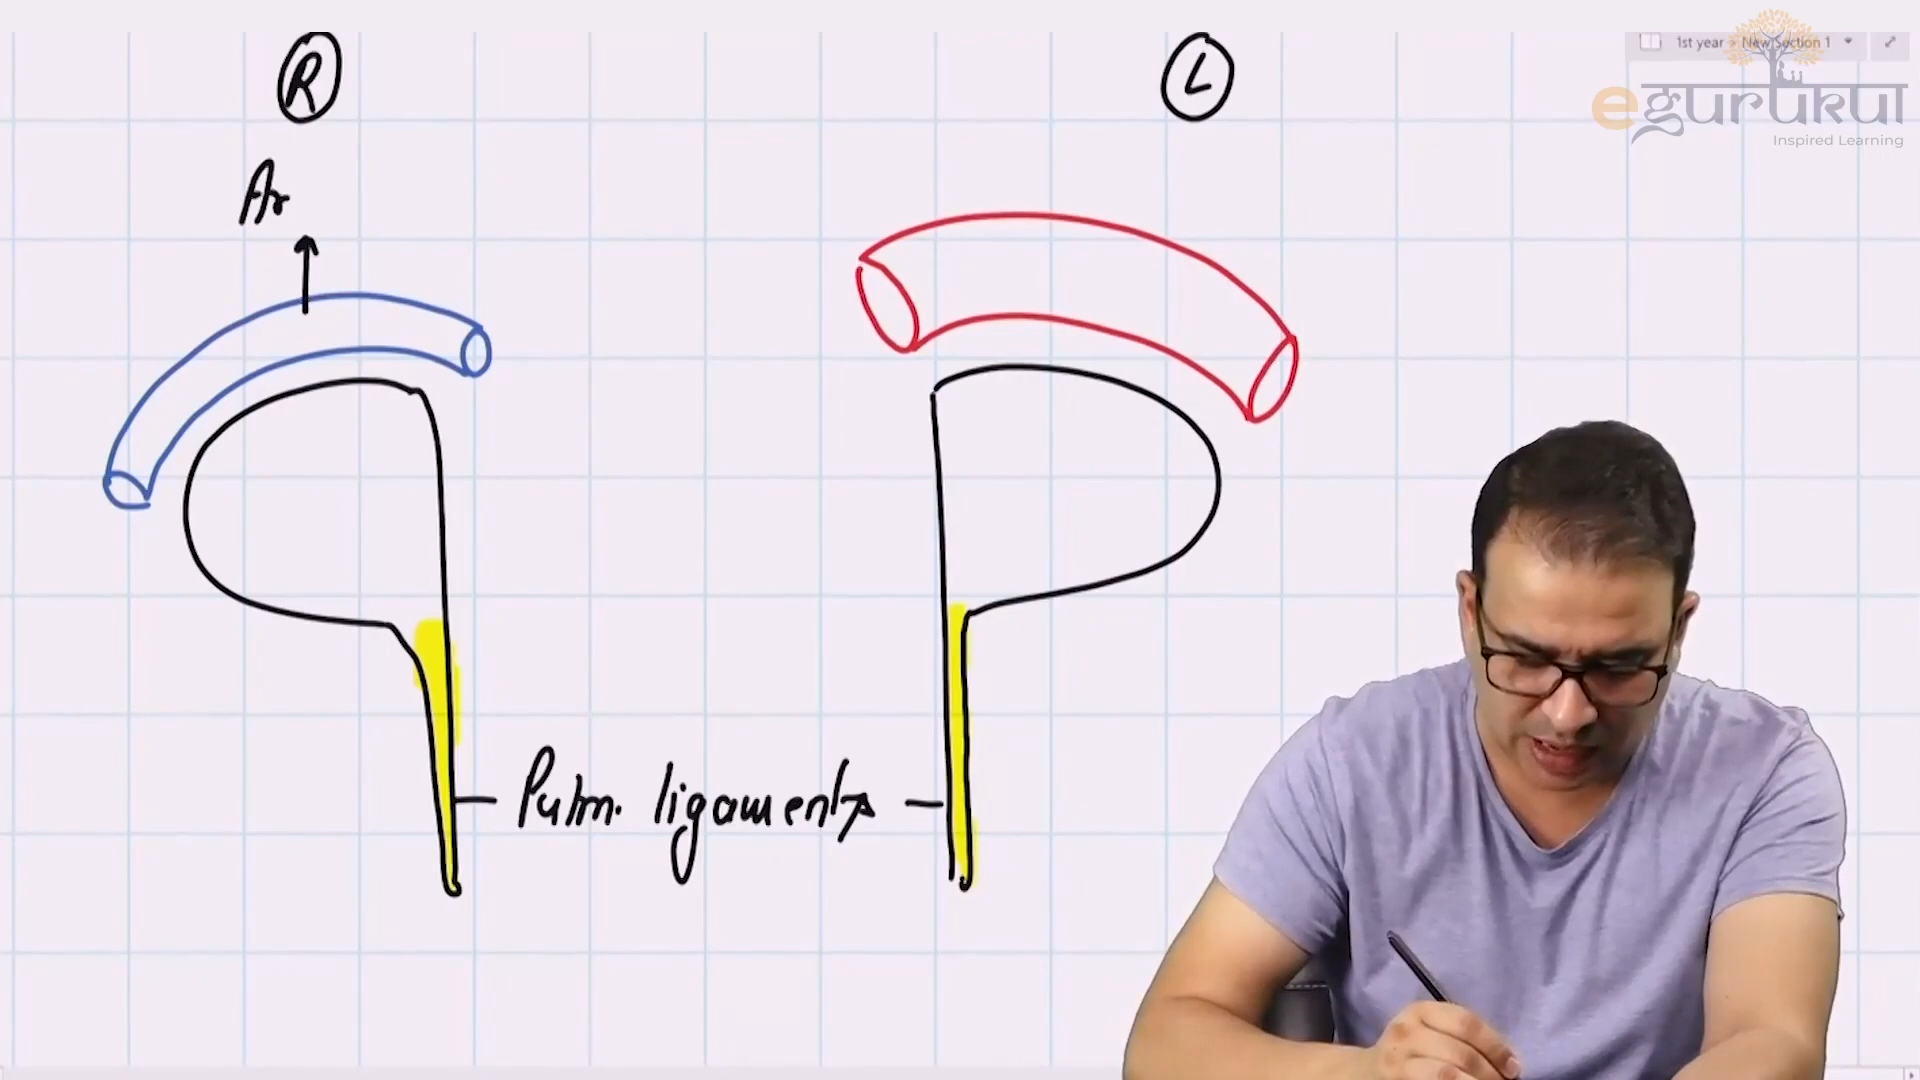 R
L
1st year > New Section 1
egurukul
Inspired Learning
Ar
Pulm. ligaments